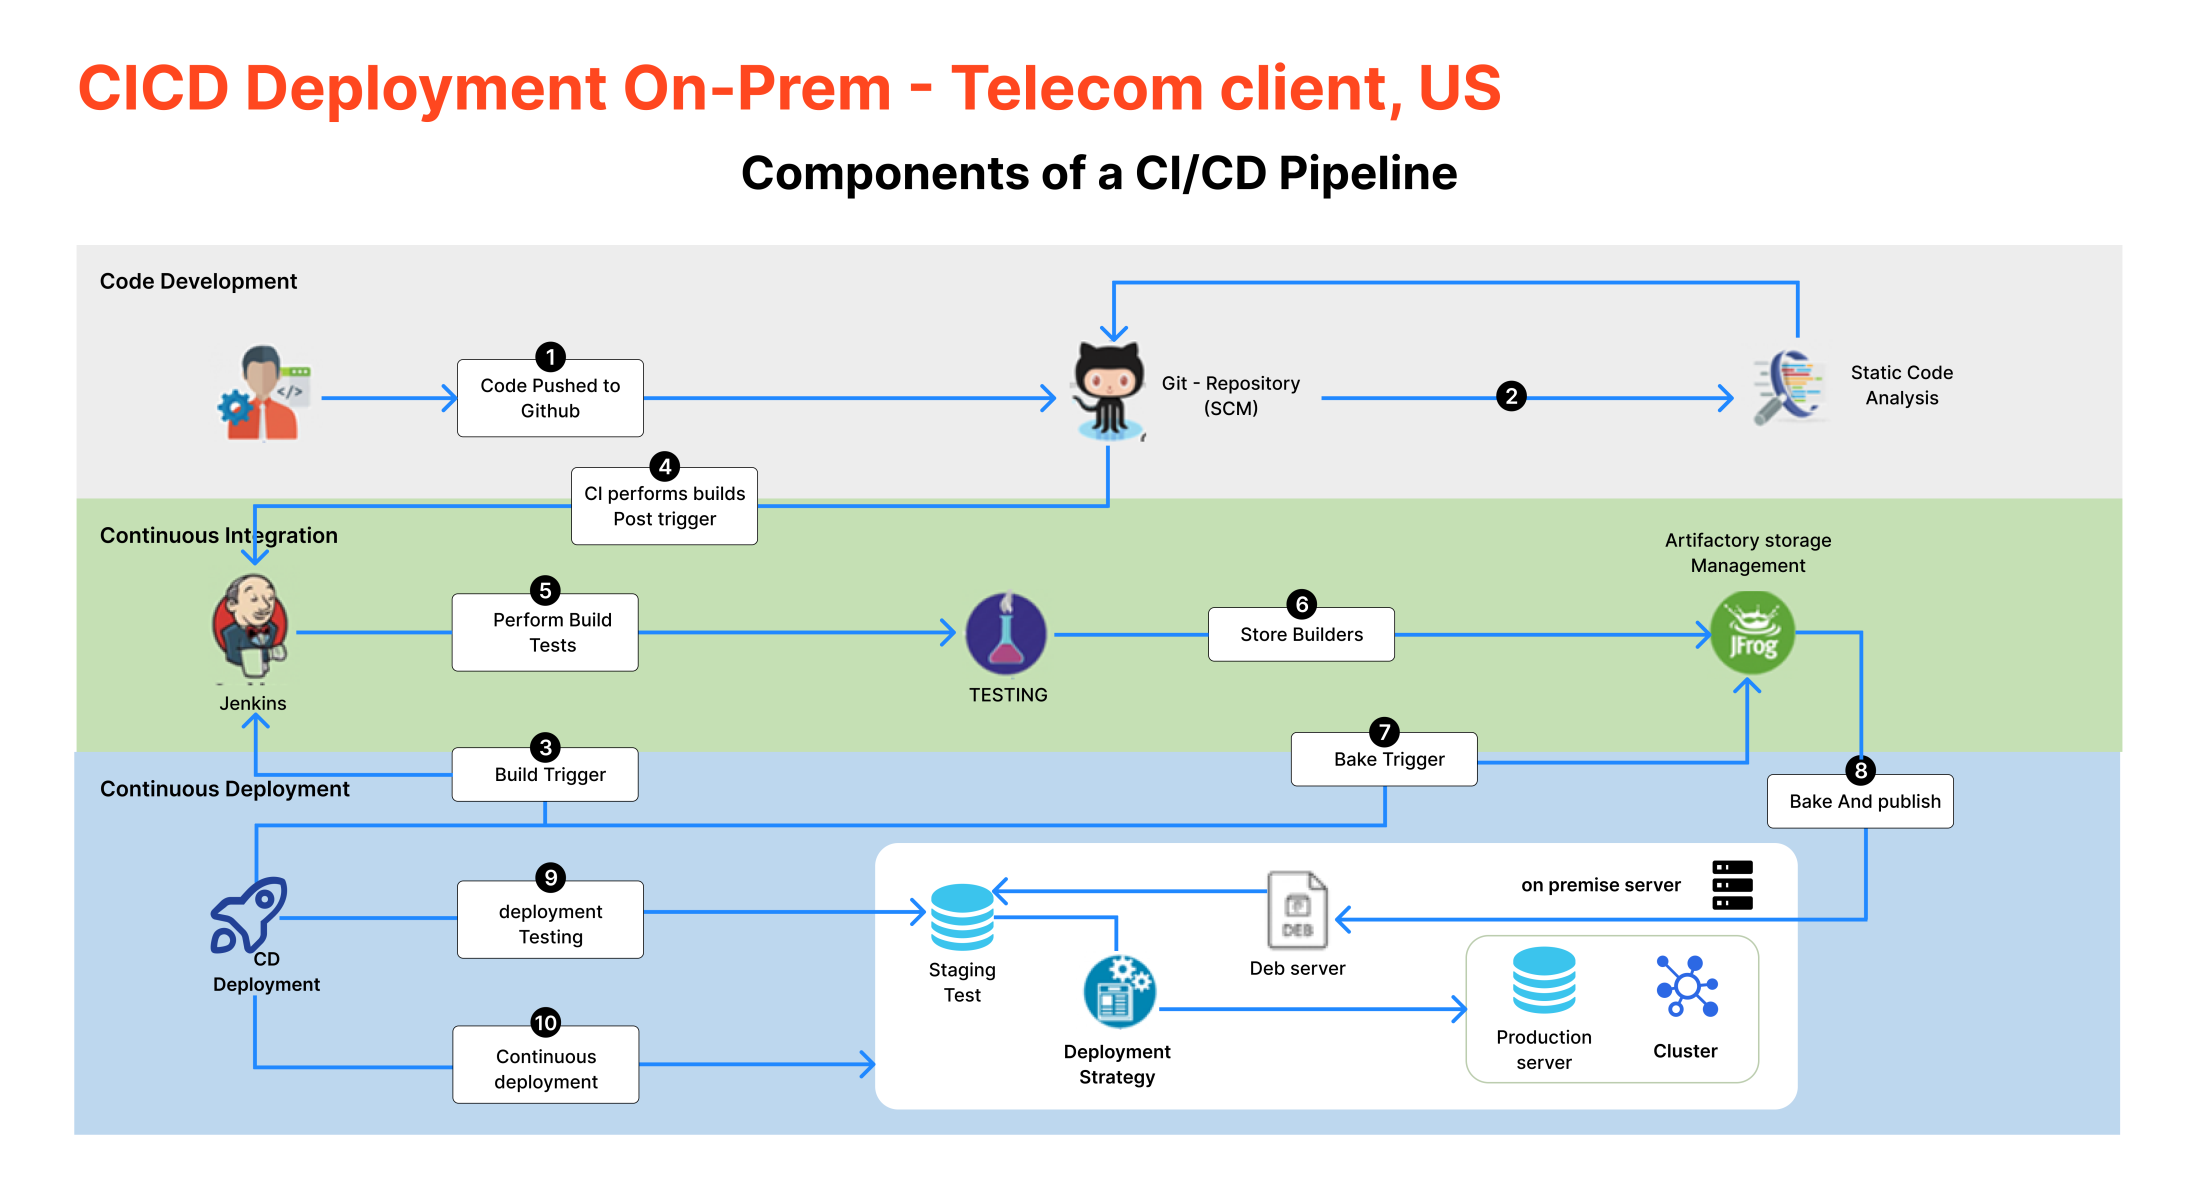 CICD Deployment On-Prem - Telecom client, US
Components of a CI/CD Pipeline
Code Development
1
Code Pushed to
Github
</>
Git - Repository
(SCM)
2
Static Code
Analysis
4
CI performs builds
Post trigger
Continuous Integration
Jenkins
5
Perform Build
Tests
TESTING
6
Store Builders
Artifactory storage
Management
JFrog
3
Build Trigger
7
Bake Trigger
8
Bake And publish
Continuous Deployment
CD
Deployment
9
deployment
Testing
10
Continuous
deployment
Staging
Test
Deployment
Strategy
DEB
Deb server
on premise server
Production
server
Cluster